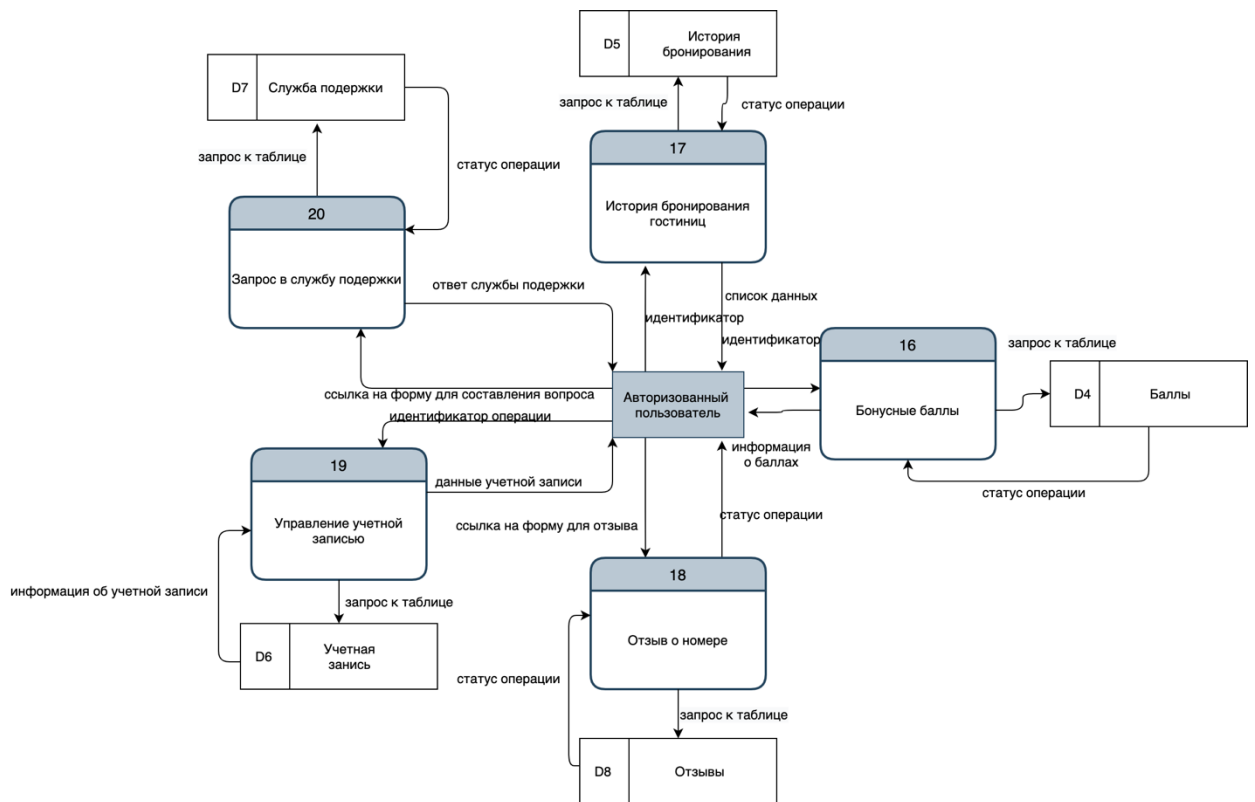 История
D5
бронирования
D7
Служба подержки
запрос к таблице
статус операции
17
запрос к таблице
статус операции
20
История бронирования
гостиниц
Запрос в службу подержки
ответ службы подержки
список данных
идентификатор
идентификатор
16
запрос к таблице
ссылка на форму для составления вопроса
Авторизованный
пользователь
Бонусные баллы
D4
Баллы
идентификатор операции
информация
о баллах
19
данные учетной записи
статус операции
Управление учетной
записью
ссылка на форму для отзыва
статус операции
18
информация об учетной записи
запрос к таблице
Отзыв о номере
D6
Учетная
занись
статус операции
запрос к таблице
D8
Отзывы